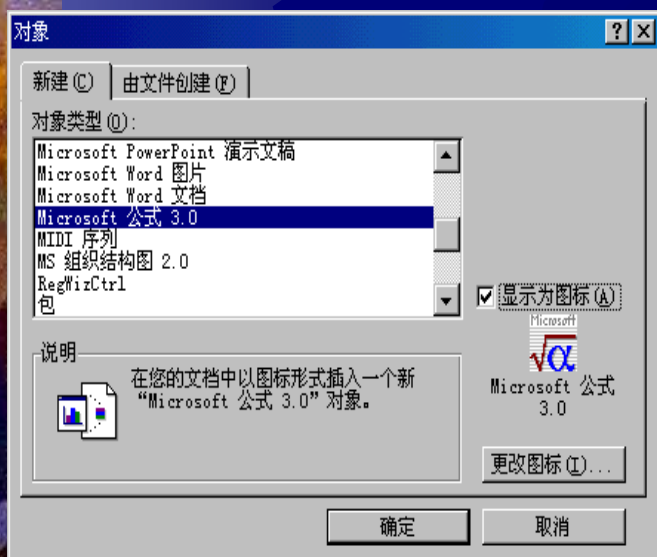 对象
新建(C)
由文件创建(F)
对象类型(O):
Microsoft PowerPoint 演示文稿
Microsoft Word 图片
Microsoft Word 文档
Microsoft 公式 3.0
MIDI 序列
MS 组织结构图 2.0
RegWizCtrl
包
显示为图标(A)
Microsoft
√α
Microsoft 公式
3.0
说明
在您的文档中以图标形式插入一个新
“Microsoft 公式 3.0”对象。
更改图标(I)...
确定
取消